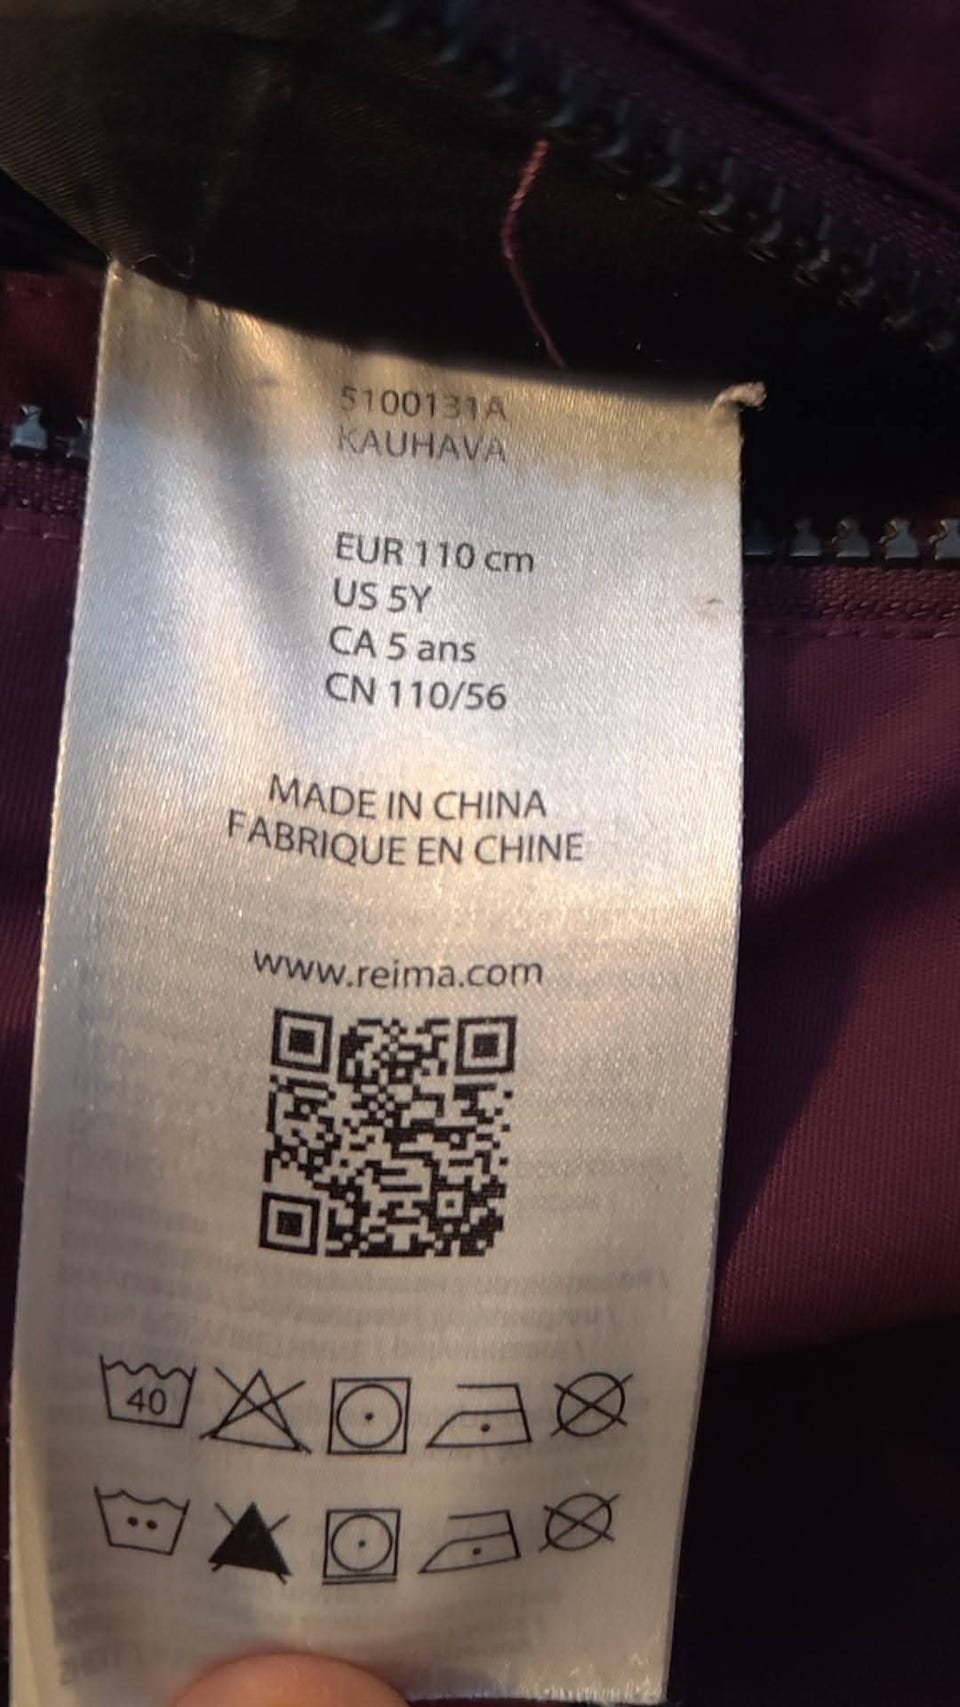 5100131A
KAUHAVA
EUR 110 cm
US 5Y
CA 5 ans
CN 110/56
MADE IN CHINA
FABRIQUE EN CHINE
www.reima.com
40